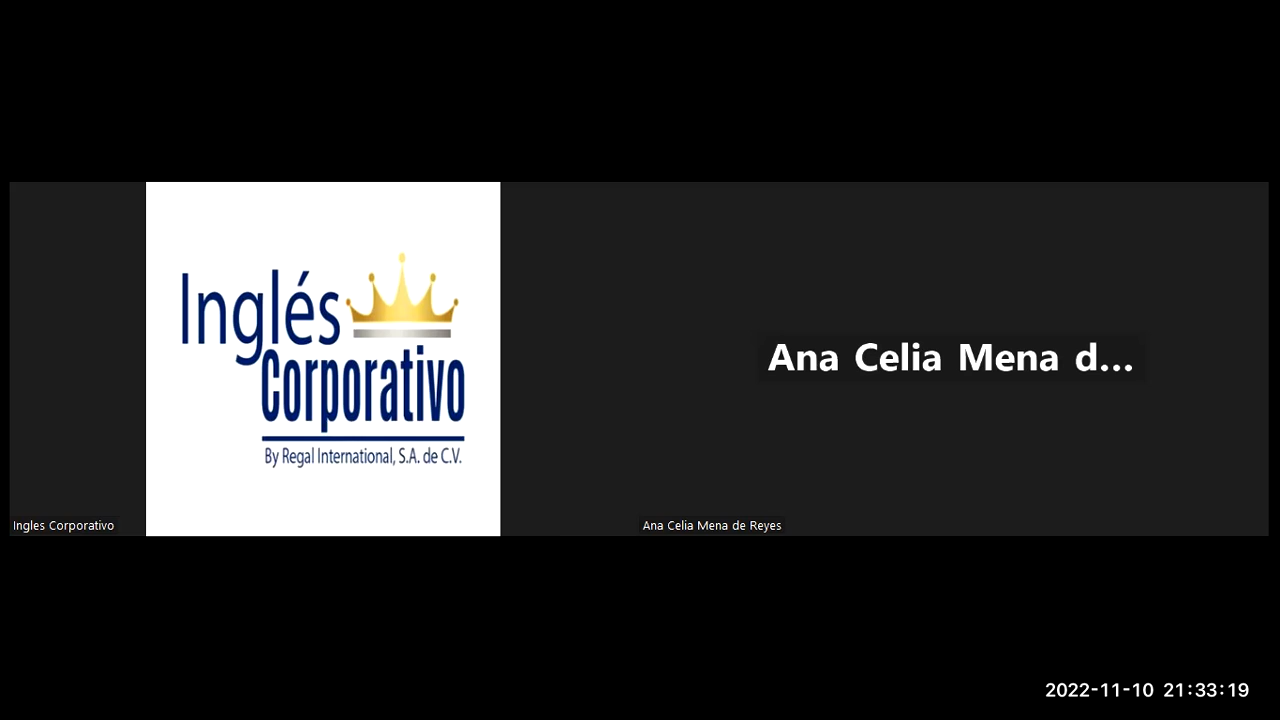 Inglés
Corporativo
By Regal International, S.A. de C.V.
Ana Celia Mena d...
Ingles Corporativo
Ana Celia Mena de Reyes
2022-11-10 21:33:19